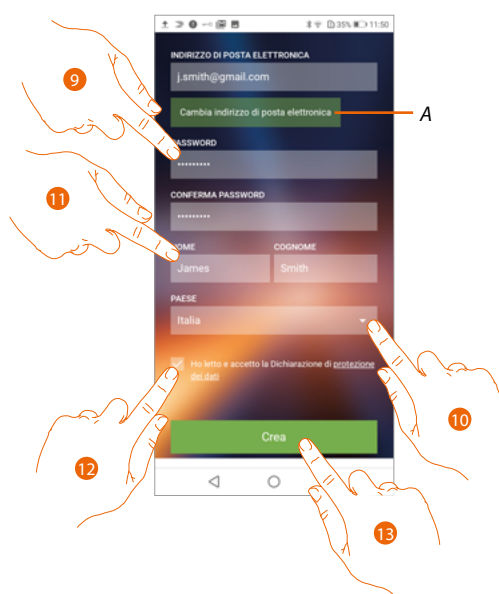 35% 11:50
INDIRIZZO DI POSTA ELETTRONICA
j.smith@gmail.com
9
Cambia indirizzo di posta elettronica
A
PASSWORD
•••••••••
CONFERMA PASSWORD
11
•••••••••
NOME COGNOME
James Smith
PAESE
Italia
Ho letto e accetto la Dichiarazione di protezione
dei dati
10
Crea
12
13